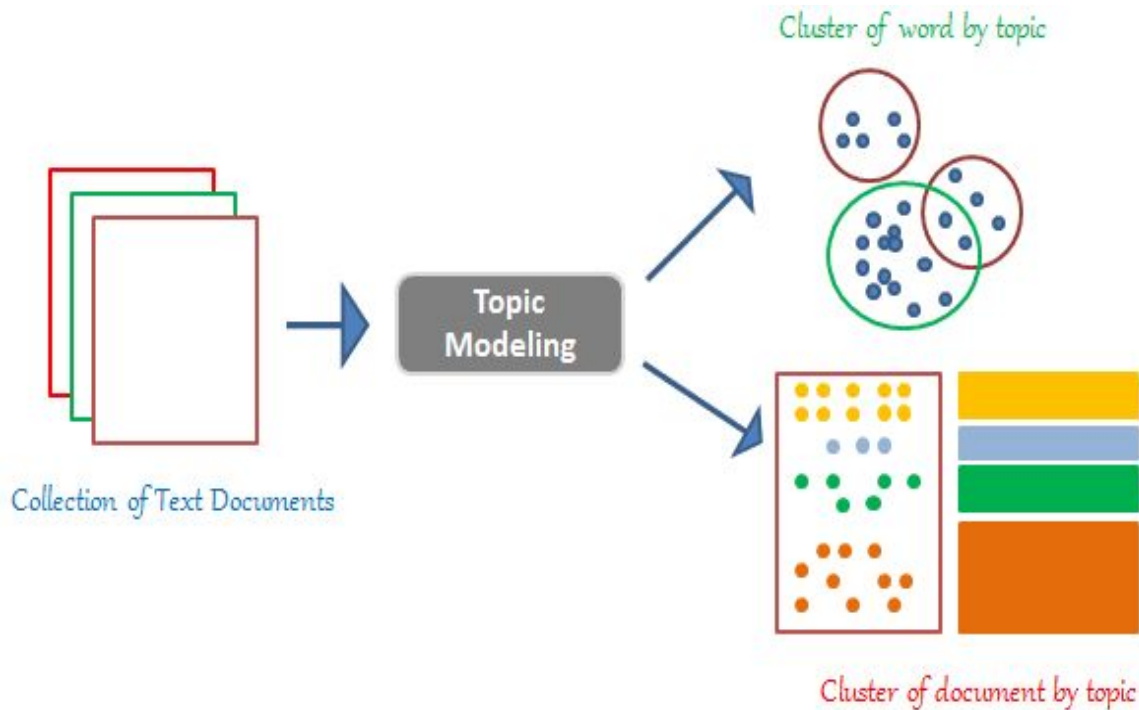 Cluster of word by topic
Topic
Modeling
Collection of Text Documents
Cluster of document by topic